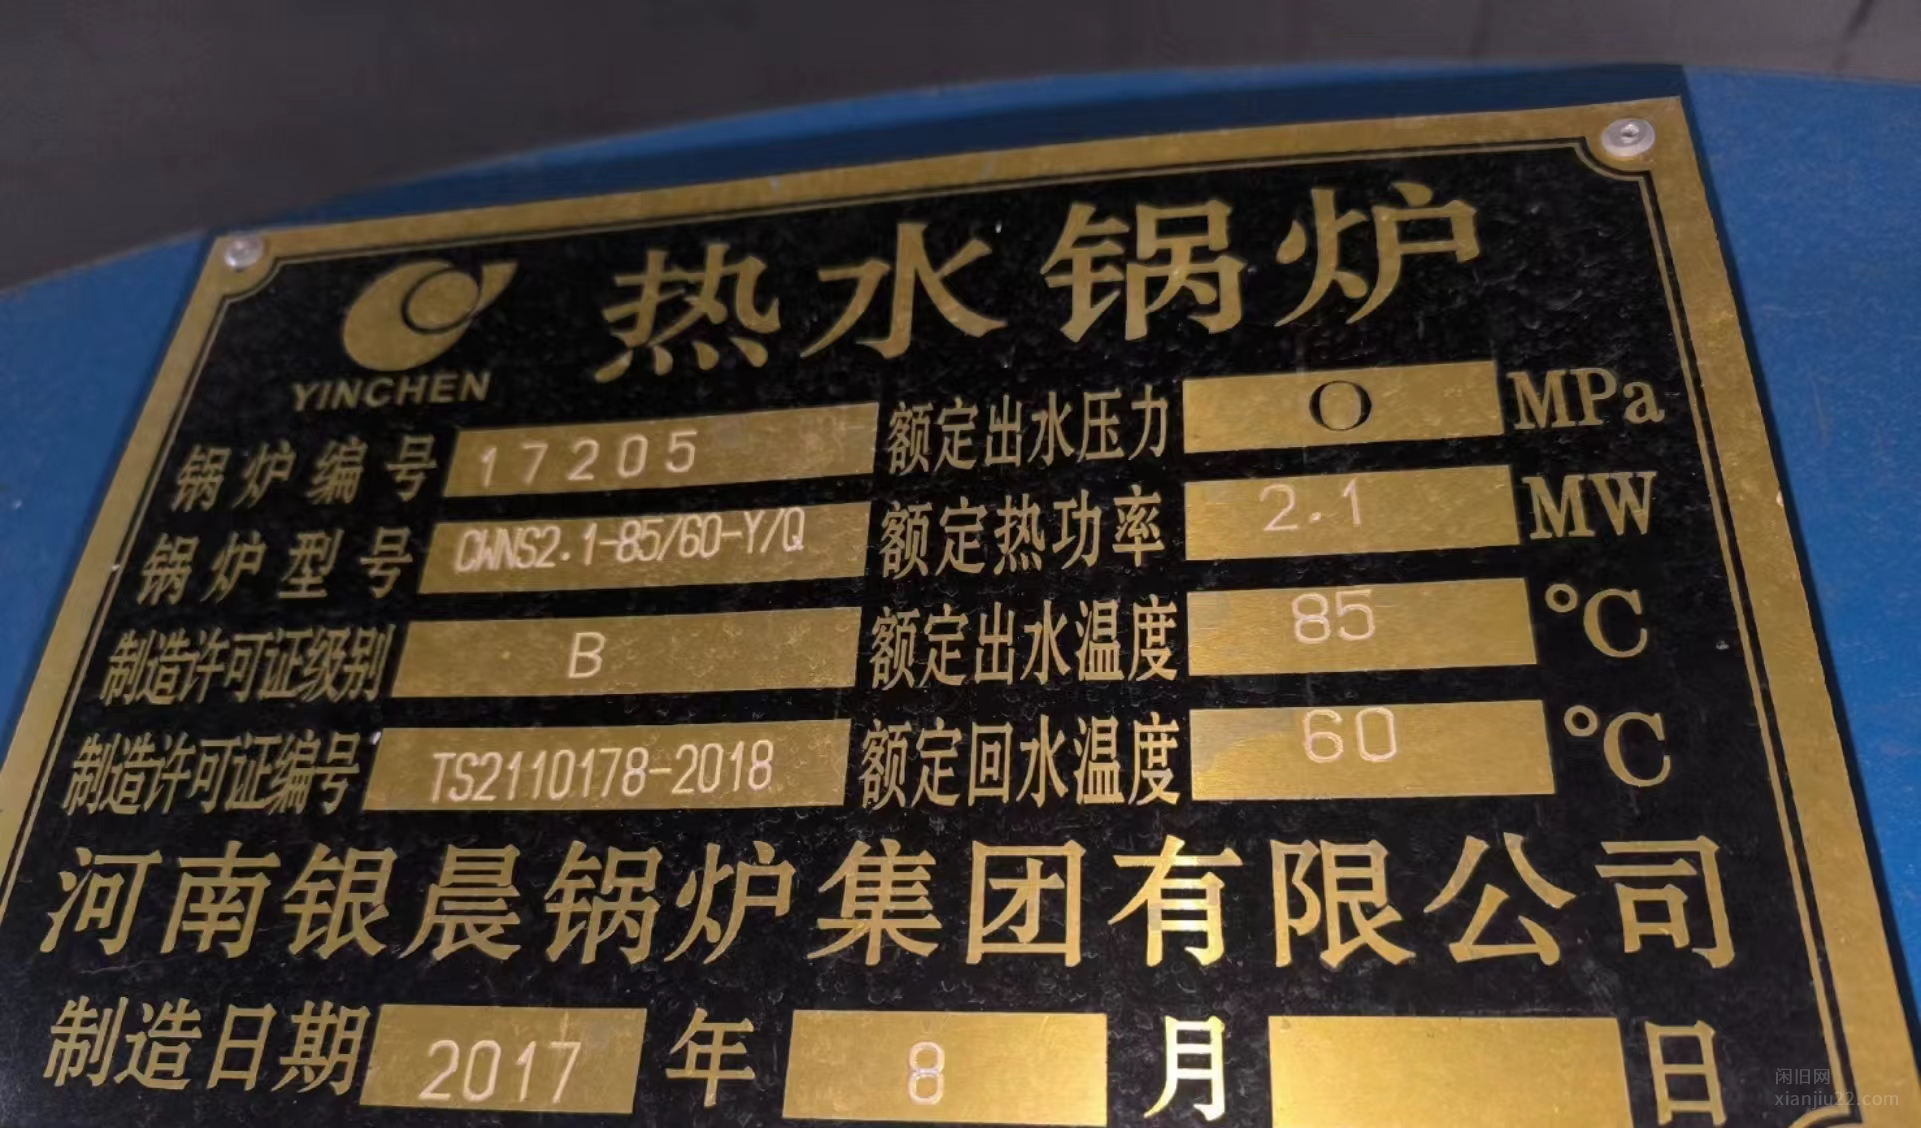 热水锅炉
YINCHEN
锅炉编号 17205 额定出水压力 0 MPa
锅炉型号 CWNS2.1-85/60-Y/Q 额定热功率 2.1 MW
制造许可证级别 B 额定出水温度 85 °C
制造许可证编号 TS2110178-2018 额定回水温度 60 °C
河南银晨锅炉集团有限公司
制造日期 2017 年 8 月 日
闲旧网
xianjiu22.com